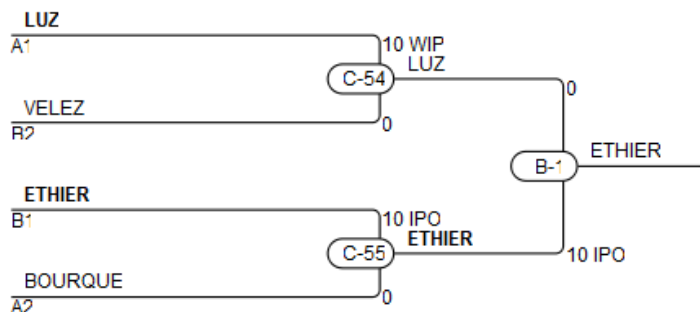 LUZ
A1
10 WIP
C-54
LUZ
VELEZ
B2
0
0
B-1
ETHIER
ETHIER
B1
10 IPO
C-55
ETHIER
10 IPO
BOURQUE
A2
0